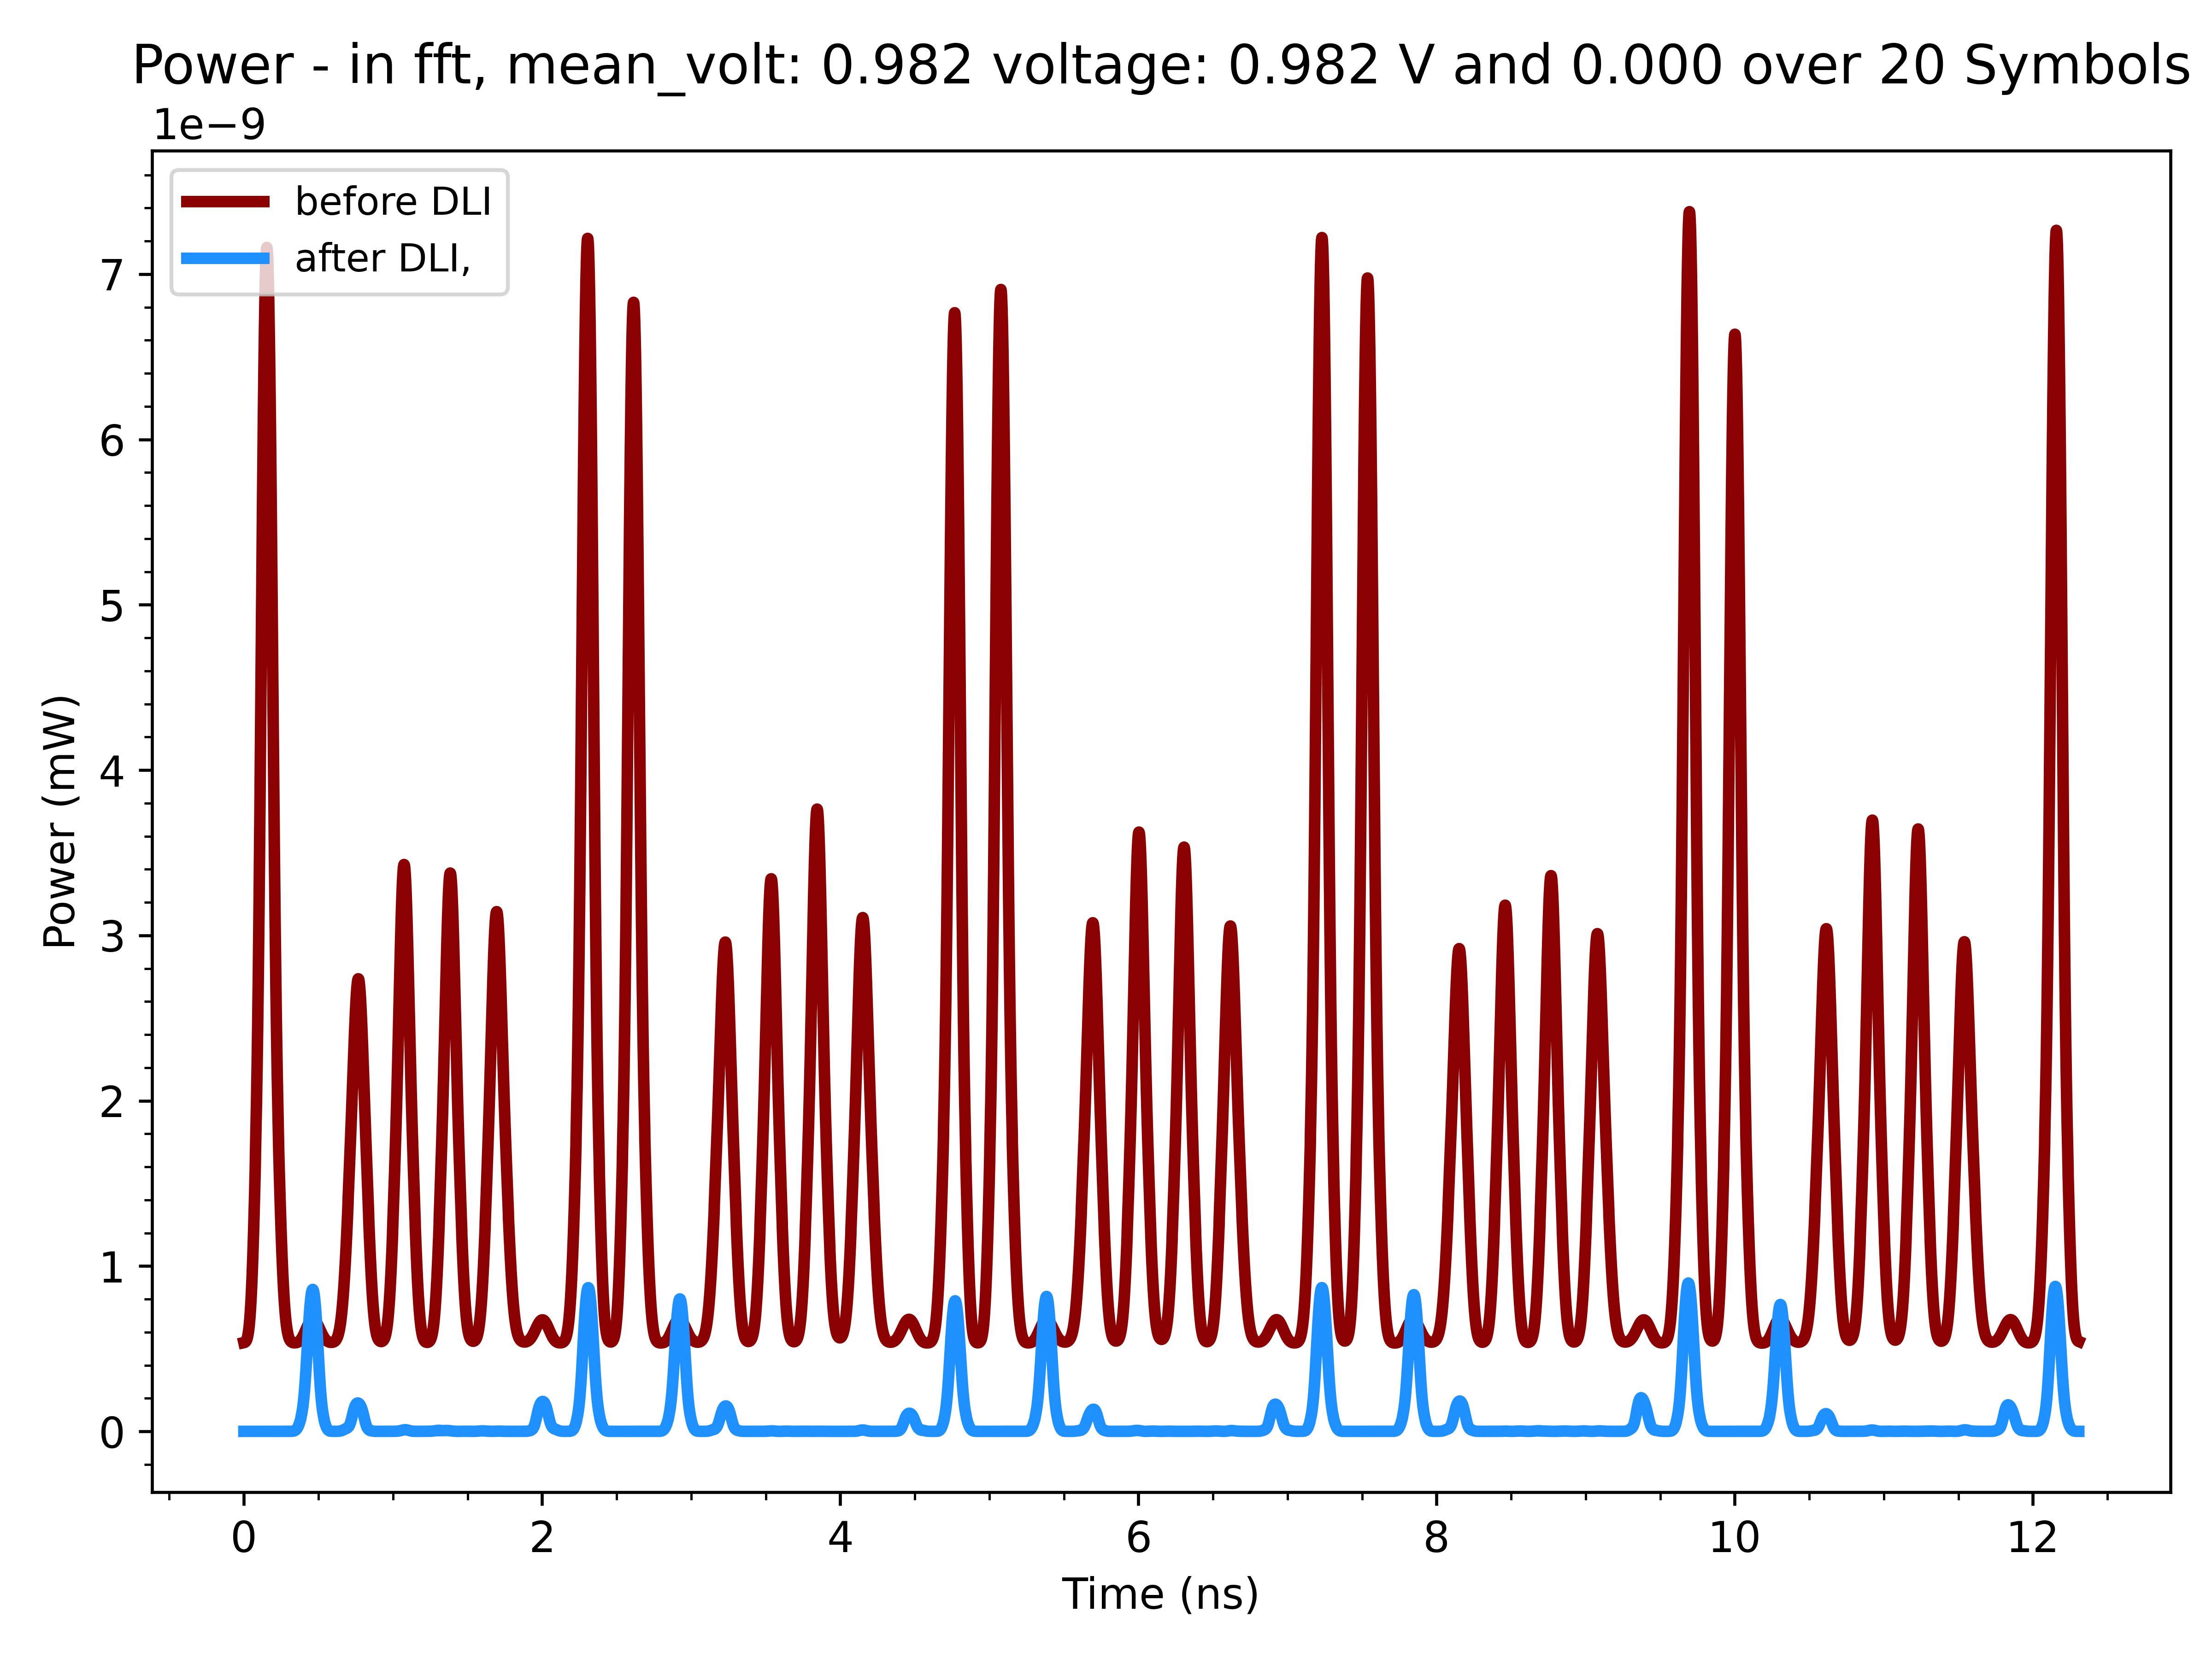 Power - in fft, mean_volt: 0.982 voltage: 0.982 V and 0.000 over 20 Symbols
1e−9
before DLI
after DLI,
7
6
5
4
3
2
1
0
Power (mW)
0 2 4 6 8 10 12
Time (ns)